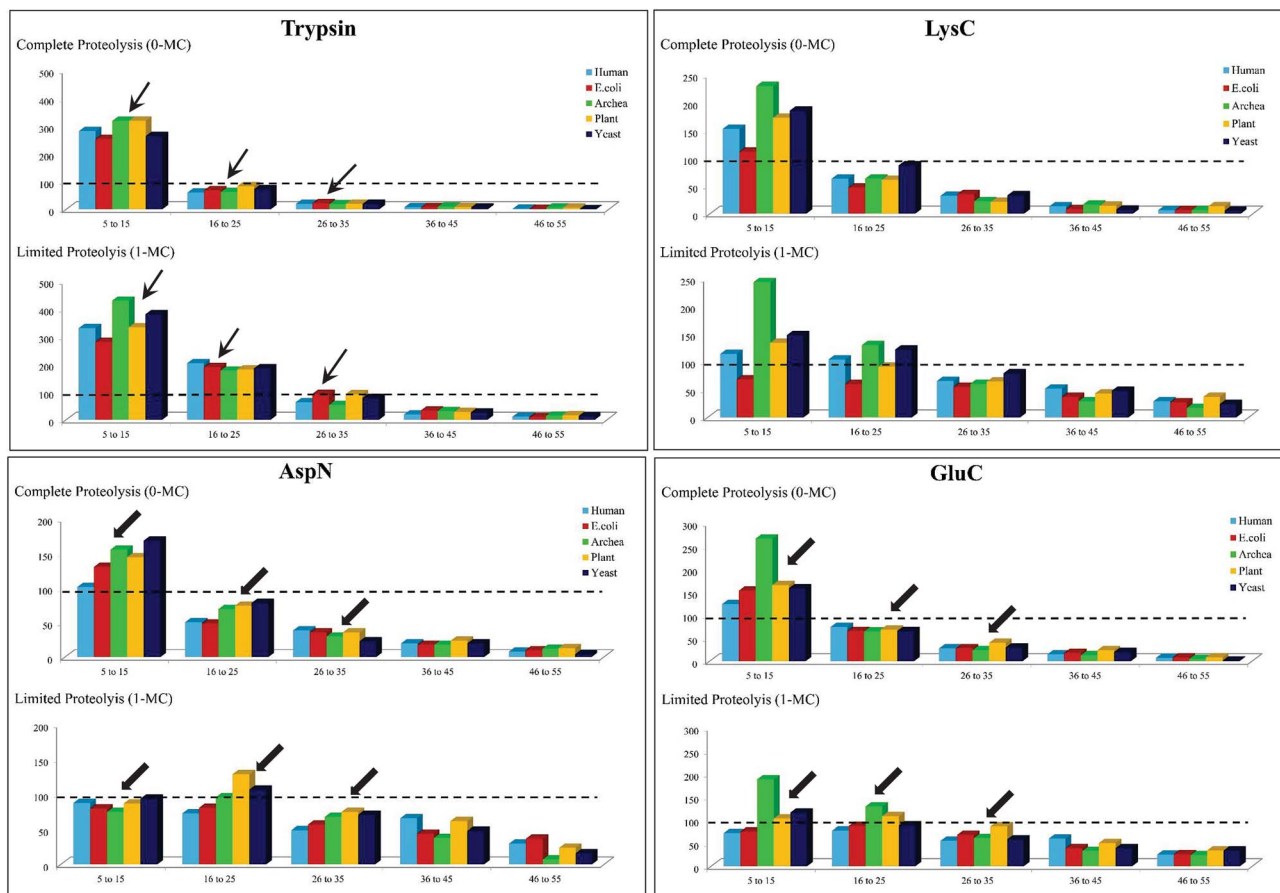 Trypsin
Complete Proteolysis (0-MC)
500
400
300
200
100
0
5 to 15
16 to 25
26 to 35
36 to 45
46 to 55
Human
E.coli
Archea
Plant
Yeast
Limited Proteolyis (1-MC)
500
400
300
200
100
0
5 to 15
16 to 25
26 to 35
36 to 45
46 to 55
LysC
Complete Proteolysis (0-MC)
250
200
150
100
50
0
5 to 15
16 to 25
26 to 35
36 to 45
46 to 55
Human
E.coli
Archea
Plant
Yeast
Limited Proteolyis (1-MC)
250
200
150
100
50
0
5 to 15
16 to 25
26 to 35
36 to 45
46 to 55
AspN
Complete Proteolysis (0-MC)
200
150
100
50
0
5 to 15
16 to 25
26 to 35
36 to 45
46 to 55
Human
E.coli
Archea
Plant
Yeast
Limited Proteolyis (1-MC)
200
150
100
50
0
5 to 15
16 to 25
26 to 35
36 to 45
46 to 55
GluC
Complete Proteolysis (0-MC)
300
250
200
150
100
50
0
5 to 15
16 to 25
26 to 35
36 to 45
46 to 55
Human
E.coli
Archea
Plant
Yeast
Limited Proteolyis (1-MC)
300
250
200
150
100
50
0
5 to 15
16 to 25
26 to 35
36 to 45
46 to 55